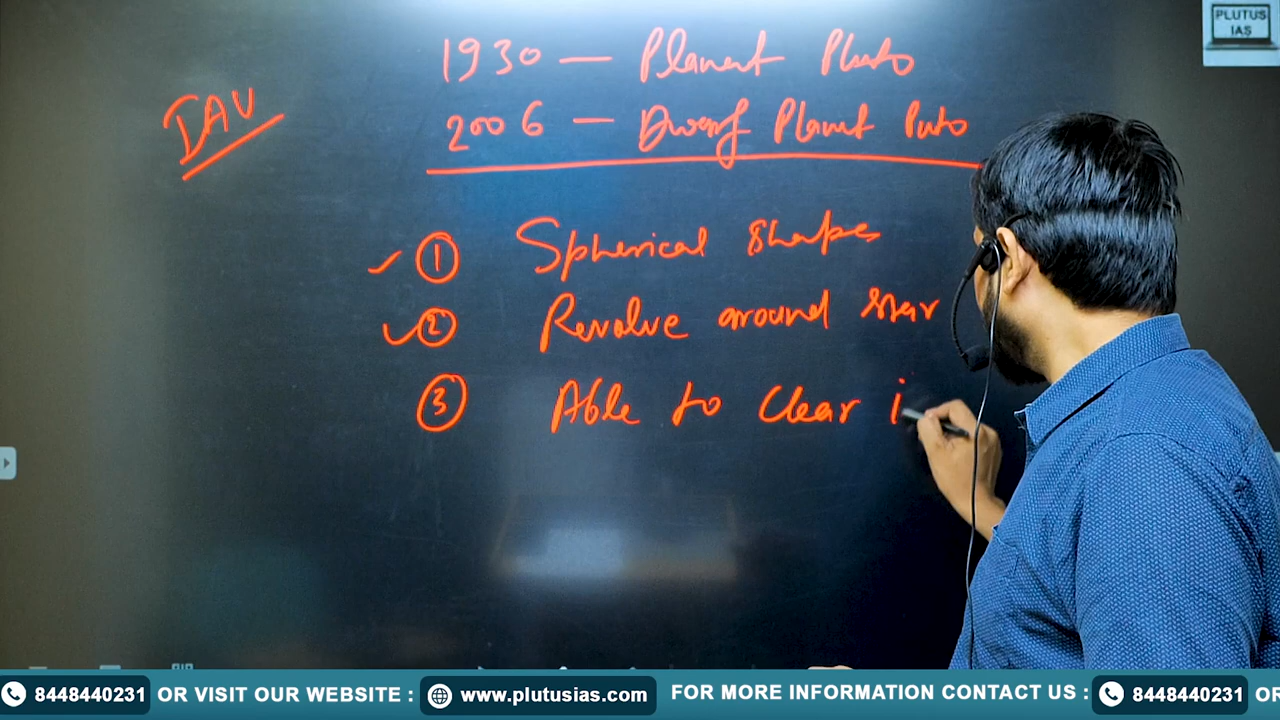 PLUTUS
IAS
1930 — Planet Pluto
IAU
2006 — Dwarf Planet Pluto
① Spherical Shapes
② Revolve around star
③ Able to Clear i
8448440231 OR VISIT OUR WEBSITE : www.plutusias.com FOR MORE INFORMATION CONTACT US : 8448440231 OR